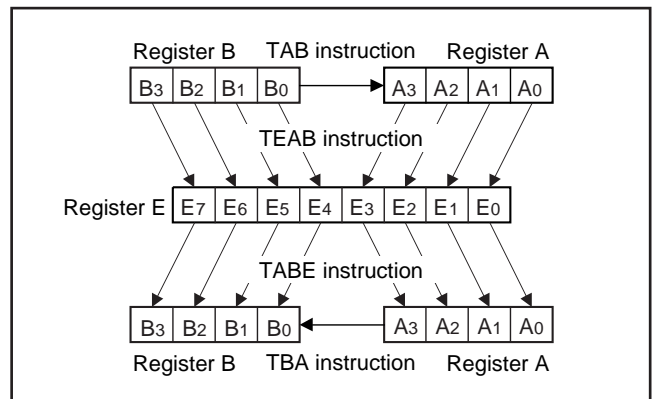 Register B TAB instruction Register A
B3 B2 B1 B0 A3 A2 A1 A0
TEAB instruction
Register E E7 E6 E5 E4 E3 E2 E1 E0
TABE instruction
B3 B2 B1 B0 A3 A2 A1 A0
Register B TBA instruction Register A